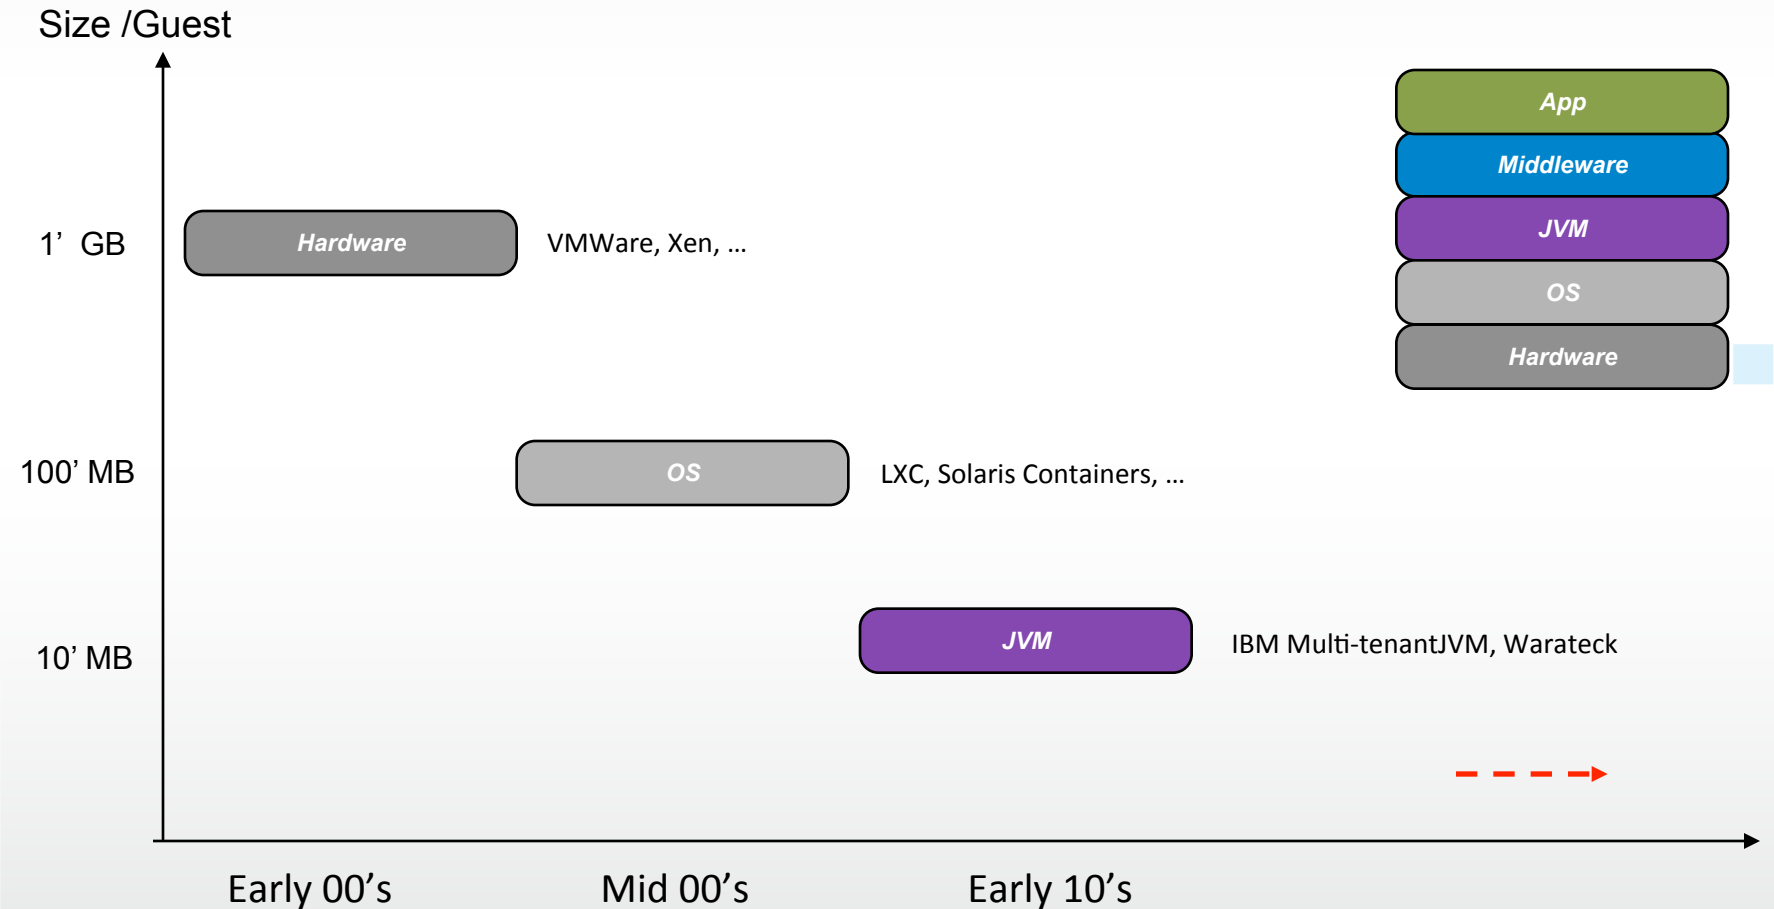 Size /Guest
App
Middleware
1’ GB
Hardware
VMWare, Xen, ...
JVM
OS
Hardware
100’ MB
OS
LXC, Solaris Containers, ...
10’ MB
JVM
IBM Multi-tenantJVM, Warateck
Early 00’s
Mid 00’s
Early 10’s